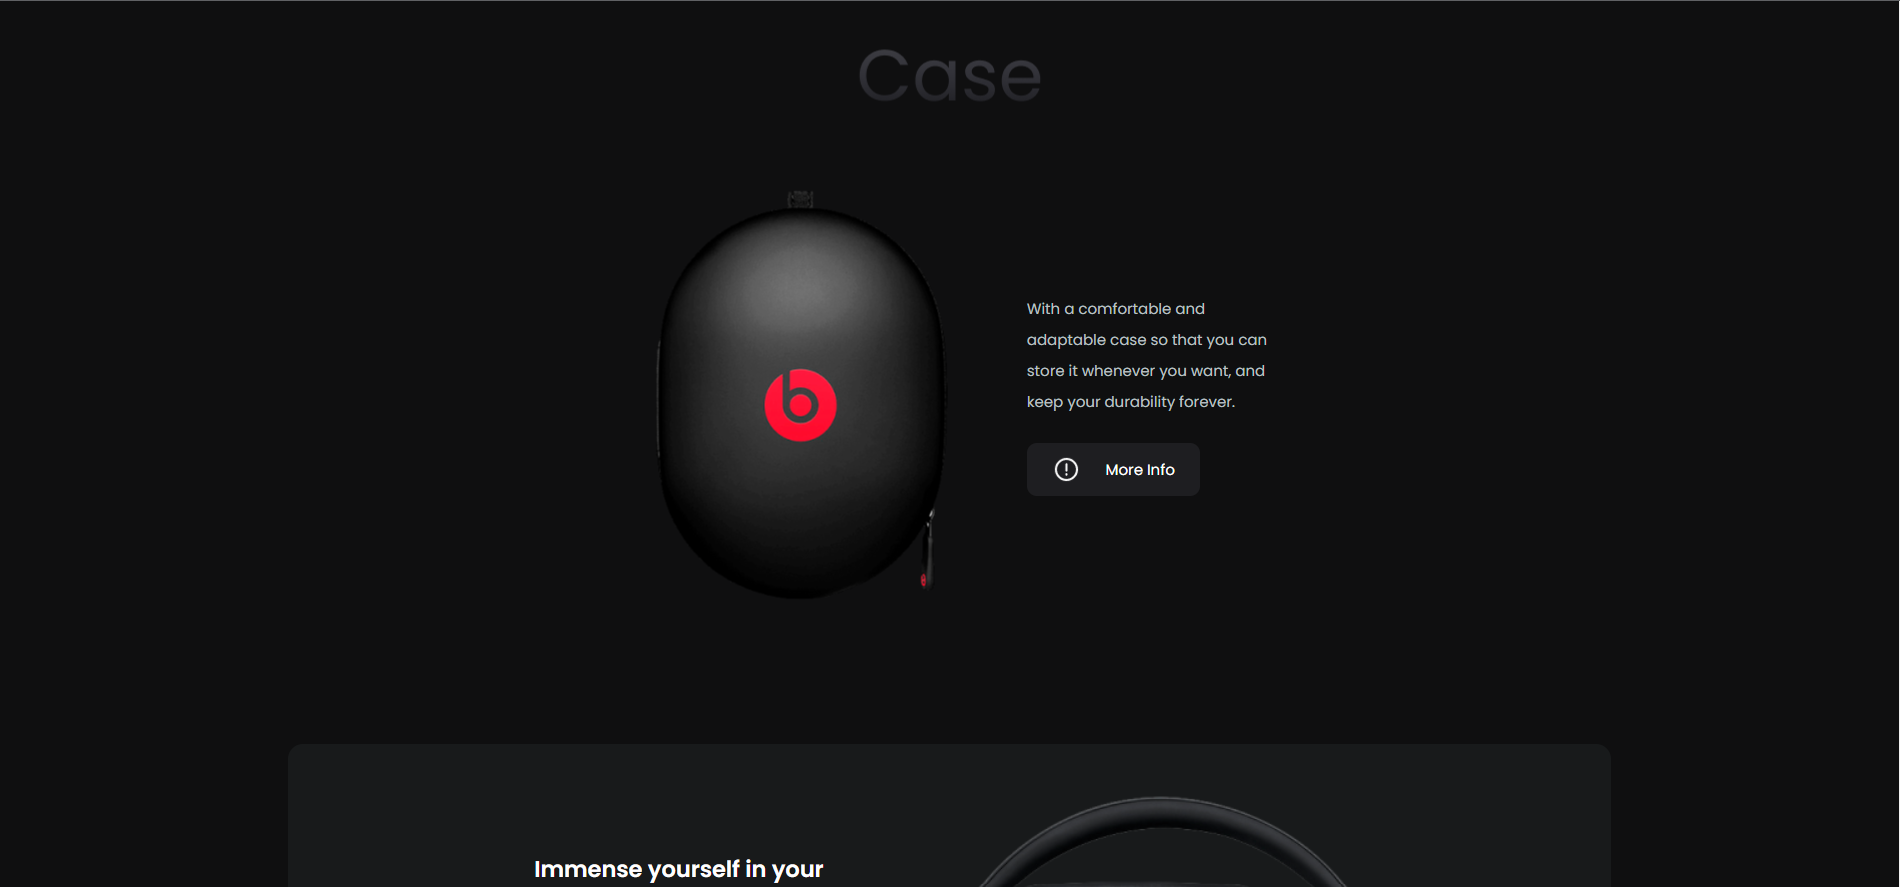 Case
With a comfortable and
adaptable case so that you can
store it whenever you want, and
keep your durability forever.
More Info
Immense yourself in your